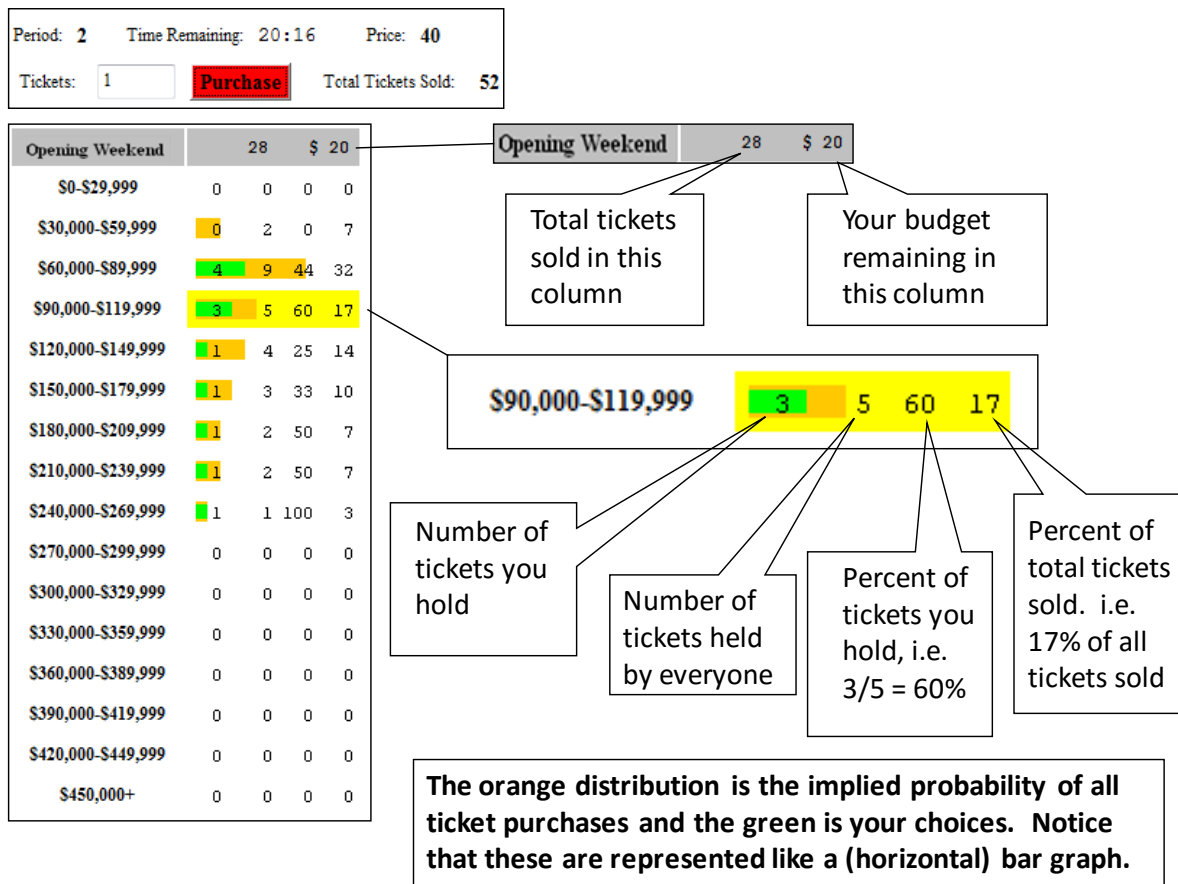 Period: 2 Time Remaining: 20:16 Price: 40
Tickets: 1 Purchase Total Tickets Sold: 52
Opening Weekend 28 $ 20
$0-$29,999 0 0 0 0
$30,000-$59,999 0 2 0 7
$60,000-$89,999 4 9 44 32
$90,000-$119,999 3 5 60 17
$120,000-$149,999 1 4 25 14
$150,000-$179,999 1 3 33 10
$180,000-$209,999 1 2 50 7
$210,000-$239,999 1 2 50 7
$240,000-$269,999 1 1 100 3
$270,000-$299,999 0 0 0 0
$300,000-$329,999 0 0 0 0
$330,000-$359,999 0 0 0 0
$360,000-$389,999 0 0 0 0
$390,000-$419,999 0 0 0 0
$420,000-$449,999 0 0 0 0
$450,000+ 0 0 0 0
Opening Weekend 28 $ 20
Total tickets
sold in this
column
Your budget
remaining in
this column
$90,000-$119,999 3 5 60 17
Number of
tickets you
hold
Number of
tickets held
by everyone
Percent of
tickets you
hold, i.e.
3/5 = 60%
Percent of
total tickets
sold. i.e.
17% of all
tickets sold
The orange distribution is the implied probability of all
ticket purchases and the green is your choices. Notice
that these are represented like a (horizontal) bar graph.